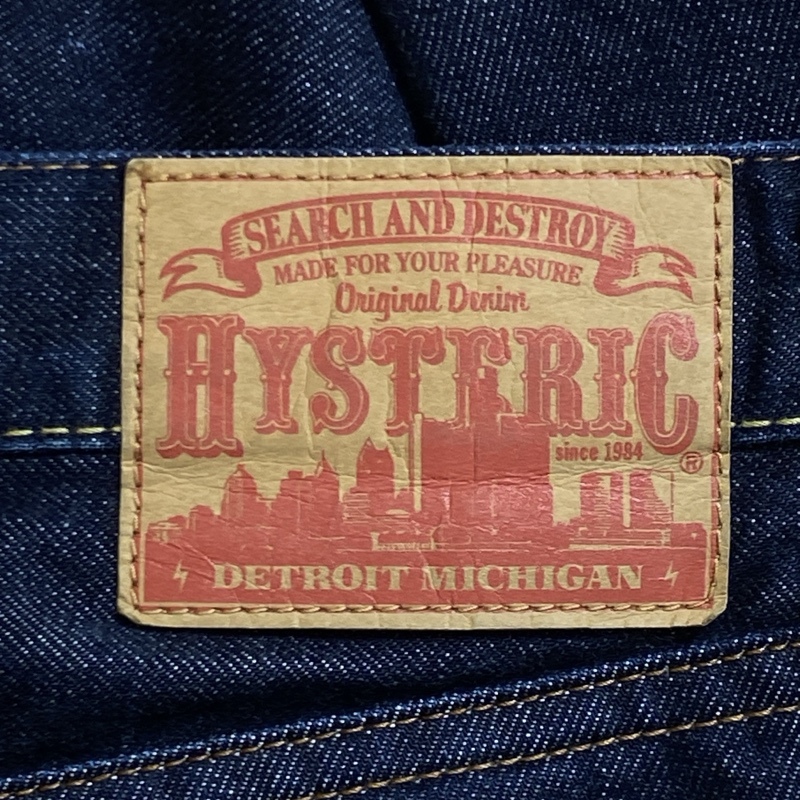 SEARCH AND DESTROY
MADE FOR YOUR PLEASURE
Original Denim
HYSTERIC
since 1984
®
DETROIT MICHIGAN